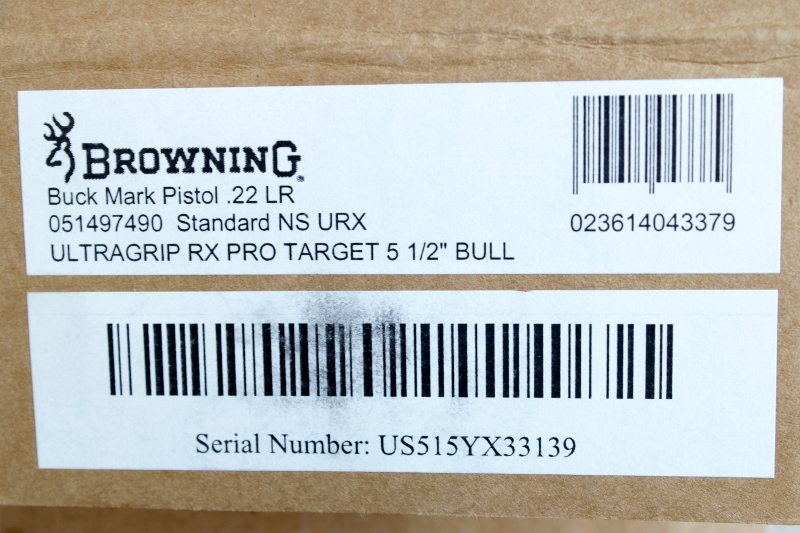 BROWNING
Buck Mark Pistol .22 LR
051497490 Standard NS URX
ULTRAGRIP RX PRO TARGET 5 1/2" BULL
023614043379
Serial Number: US515YX33139